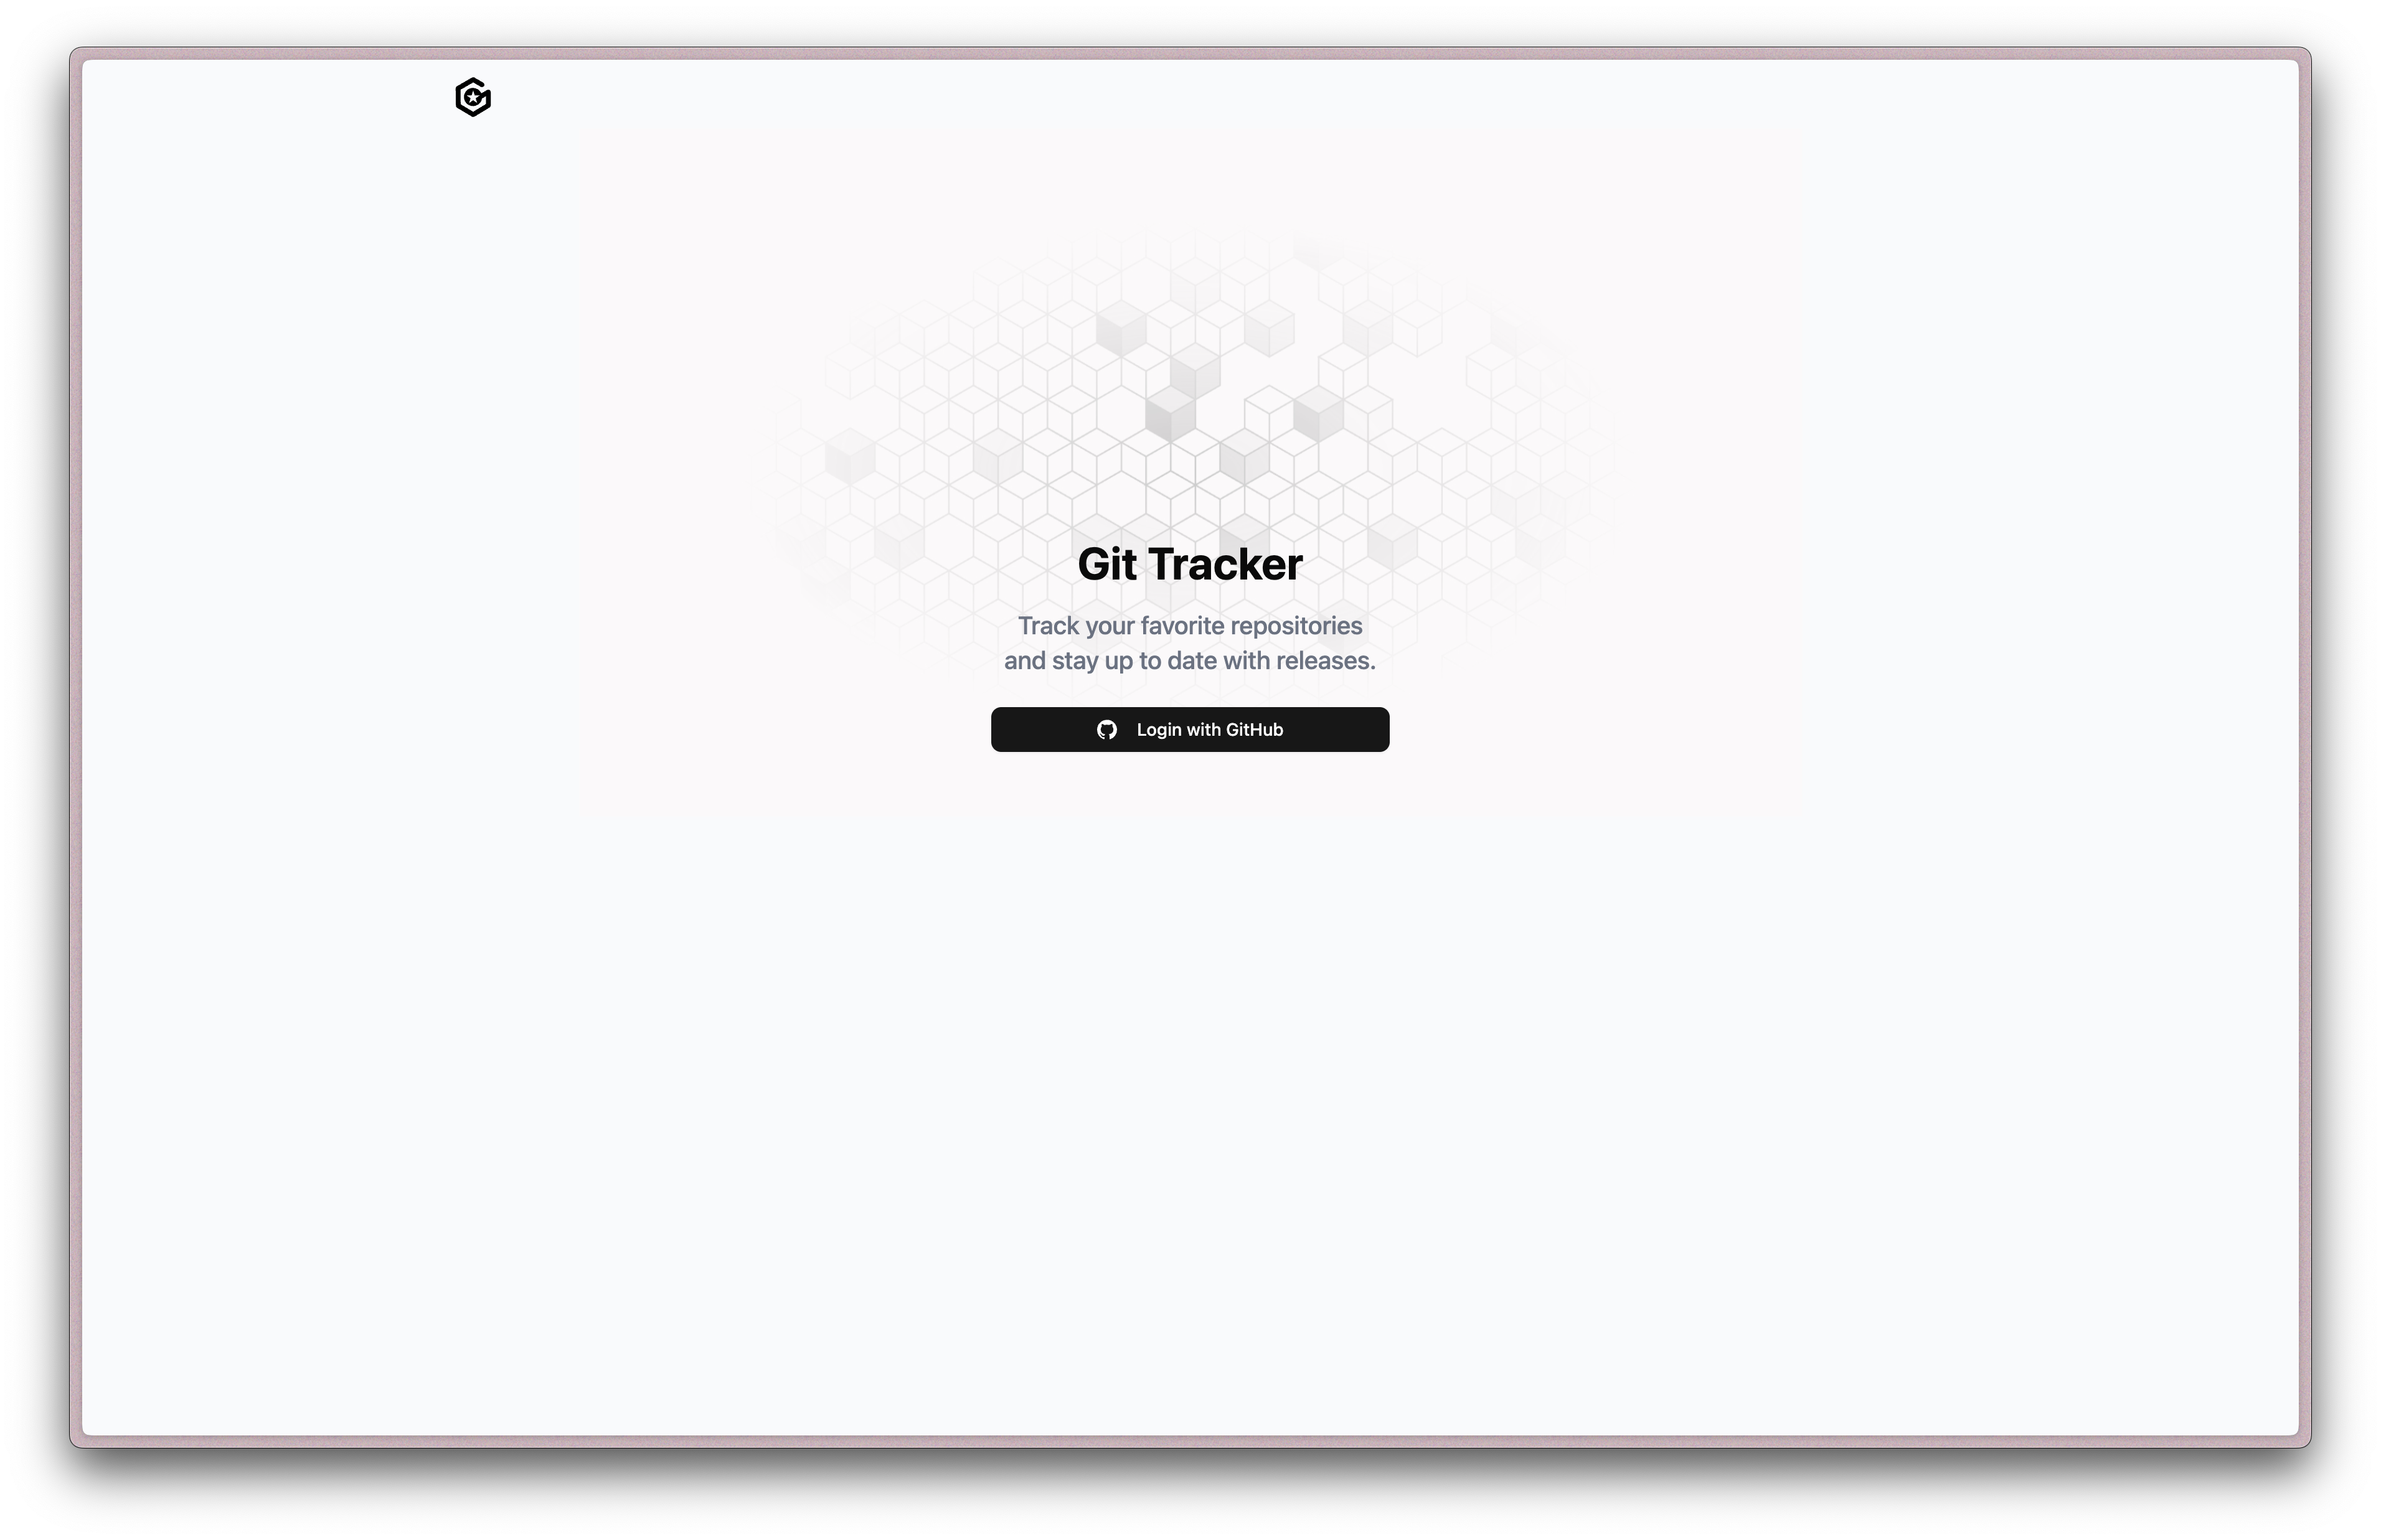 Git Tracker
Track your favorite repositories
and stay up to date with releases.
Login with GitHub